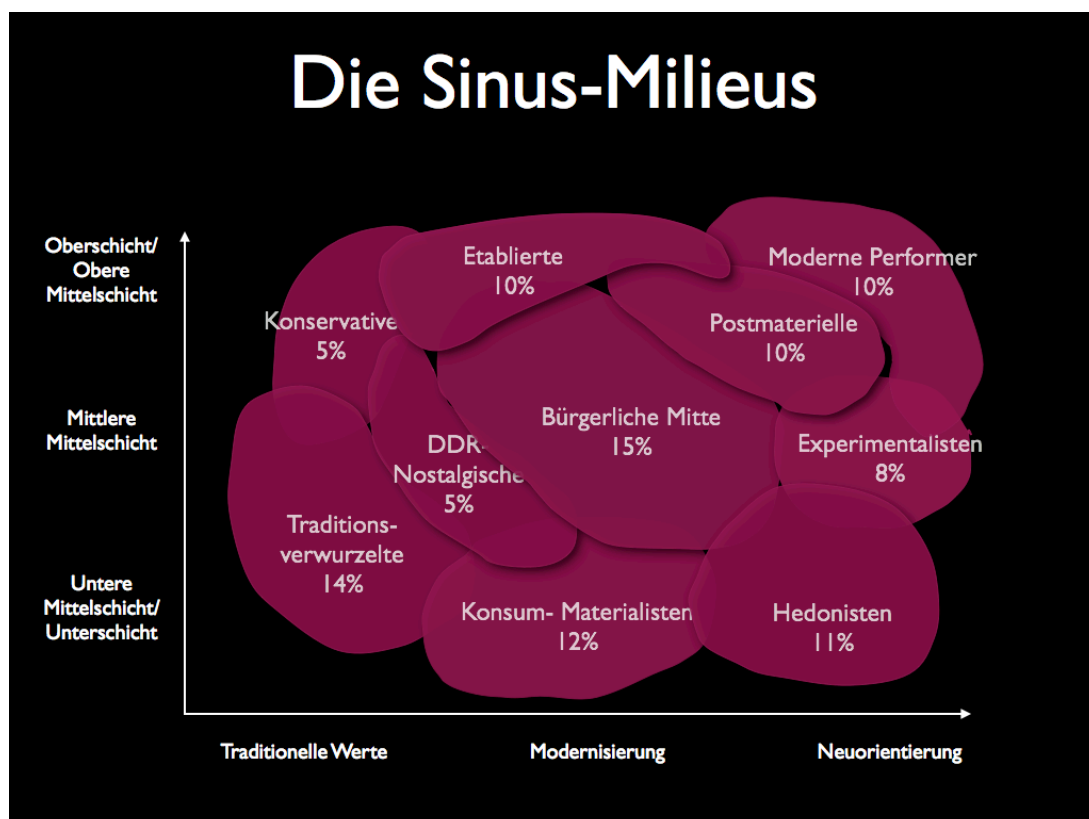 Die Sinus-Milieus
Oberschicht/
Obere
Mittelschicht
Mittlere
Mittelschicht
Untere
Mittelschicht/
Unterschicht
Etablierte
10%
Moderne Performer
10%
Konservative
5%
Postmaterielle
10%
Bürgerliche Mitte
15%
DDR-
Nostalgische
5%
Experimentalisten
8%
Traditions-
verwurzelte
14%
Konsum- Materialisten
12%
Hedonisten
11%
Traditionelle Werte
Modernisierung
Neuorientierung